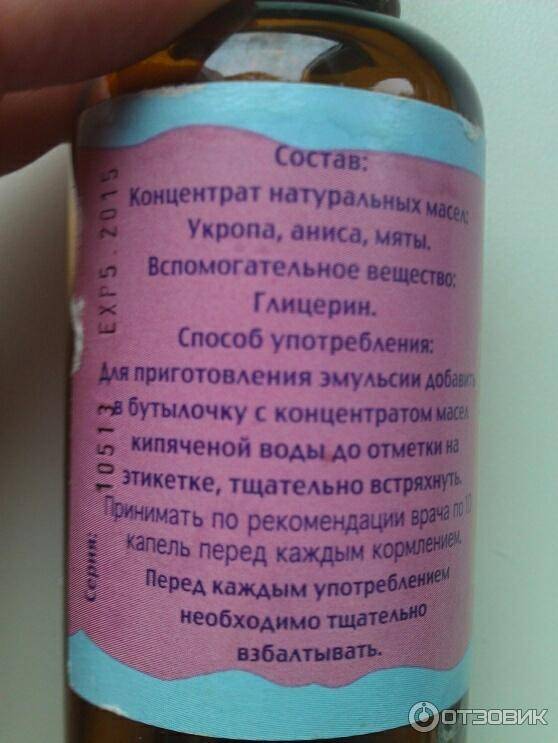 Состав:
Концентрат натуральных масел:
Укропа, аниса, мяты.
Вспомогательное вещество:
Глицерин.
Способ употребления:
Для приготовления эмульсии добавить
в бутылочку с концентратом масел
кипяченой воды до отметки на
этикетке, тщательно встряхнуть.
Принимать по рекомендации врача по 10
капель перед каждым кормлением.
Перед каждым употреблением
необходимо тщательно
взбалтывать.
Серия: 10513 EXP5.2015
ОТЗОВИК